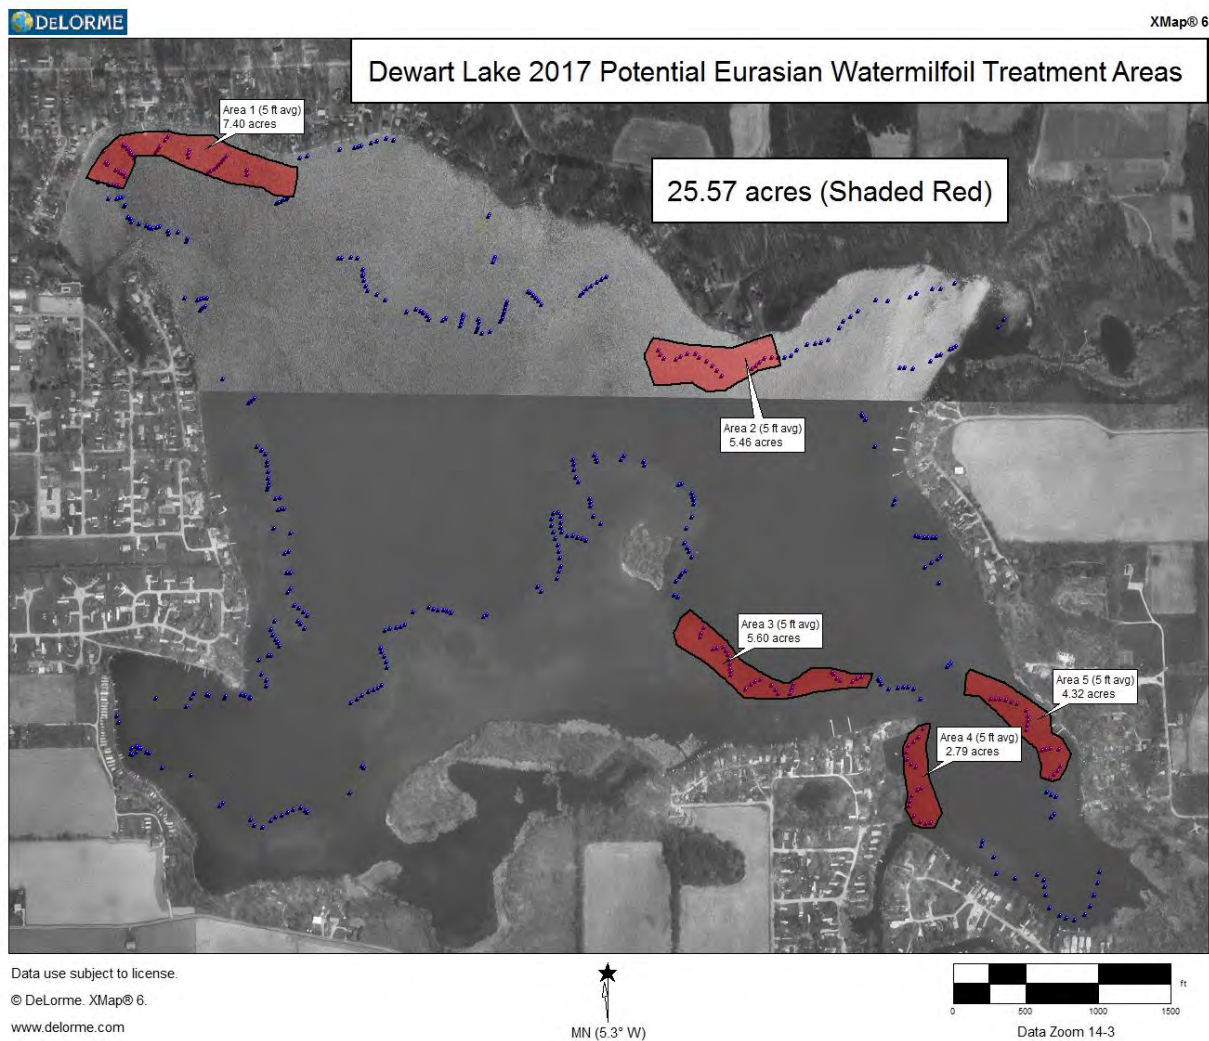 DELORME
XMap® 6
Dewart Lake 2017 Potential Eurasian Watermilfoil Treatment Areas
Area 1 (5 ft avg)
7.40 acres
25.57 acres (Shaded Red)
Area 2 (5 ft avg)
5.46 acres
Area 3 (5 ft avg)
5.60 acres
Area 5 (5 ft avg)
4.32 acres
Area 4 (5 ft avg)
2.79 acres
Data use subject to license.
© DeLorme. XMap® 6.
www.delorme.com
MN (5.3° W)
ft
0 500 1000 1500
Data Zoom 14-3